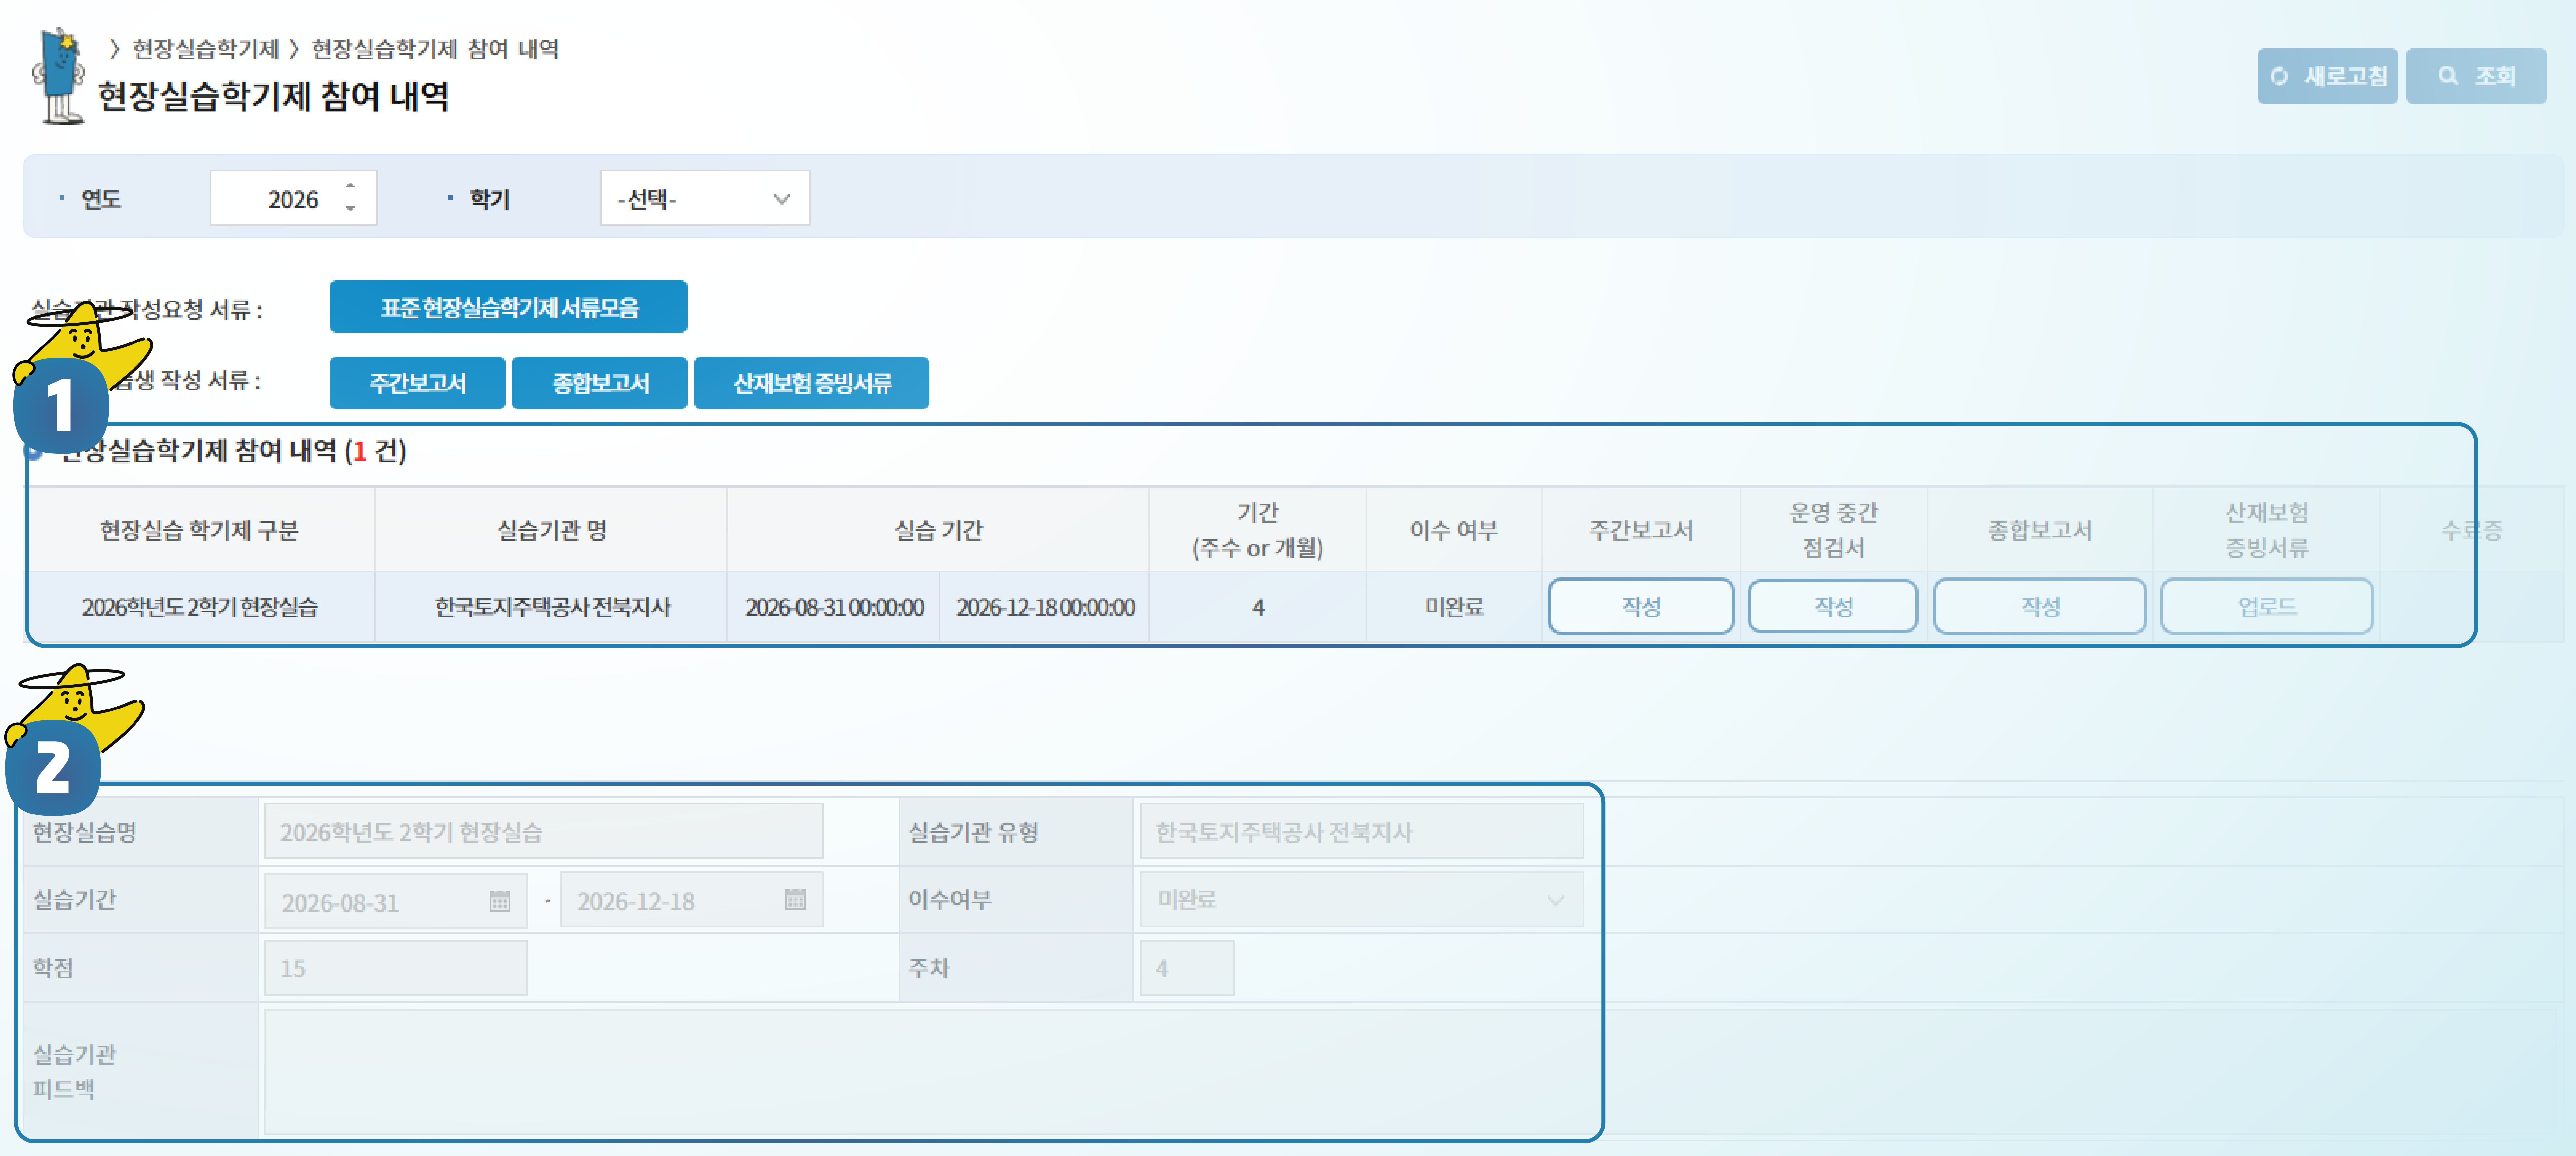 〉현장실습학기제 〉현장실습학기제 참여 내역
현장실습학기제 참여 내역
새로고침
조회
연도
2026
학기
-선택-
작성요청 서류 :
표준현장실습학기제 서류모음
작성 서류 :
주간보고서
종합보고서
산재보험 증빙서류
1
현장실습학기제 참여 내역 (1 건)
현장실습 학기제 구분
실습기관 명
실습 기간
기간
(주수 or 개월)
이수 여부
주간보고서
운영 중간
점검서
종합보고서
산재보험
증빙서류
수료증
2026학년도 2학기 현장실습
한국토지주택공사 전북지사
2026-08-31 00:00:00
2026-12-18 00:00:00
4
미완료
작성
작성
작성
업로드
2
현장실습명
2026학년도 2학기 현장실습
실습기관 유형
한국토지주택공사 전북지사
실습기간
2026-08-31
-
2026-12-18
이수여부
미완료
학점
15
주차
4
실습기관
피드백